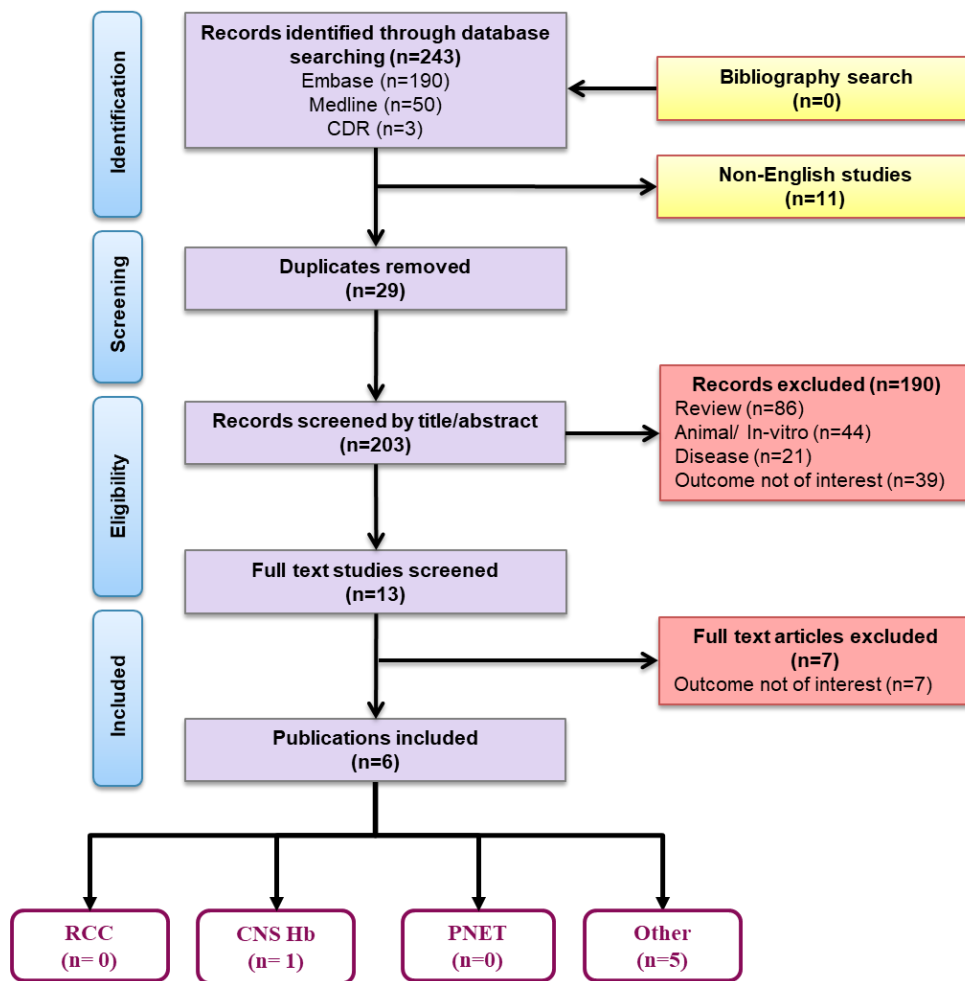 Identification
Records identified through database
searching (n=243)
Embase (n=190)
Medline (n=50)
CDR (n=3)
Bibliography search
(n=0)
Non-English studies
(n=11)
Screening
Duplicates removed
(n=29)
Eligibility
Records screened by title/abstract
(n=203)
Records excluded (n=190)
Review (n=86)
Animal/ In-vitro (n=44)
Disease (n=21)
Outcome not of interest (n=39)
Full text studies screened
(n=13)
Included
Full text articles excluded
(n=7)
Outcome not of interest (n=7)
Publications included
(n=6)
RCC
(n= 0)
CNS Hb
(n= 1)
PNET
(n=0)
Other
(n=5)